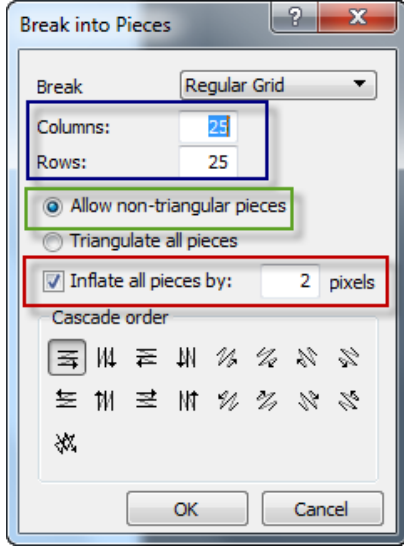 Break into Pieces
?
Break Regular Grid
Columns: 25
Rows: 25
Allow non-triangular pieces
Triangulate all pieces
Inflate all pieces by: 2 pixels
Cascade order
OK Cancel